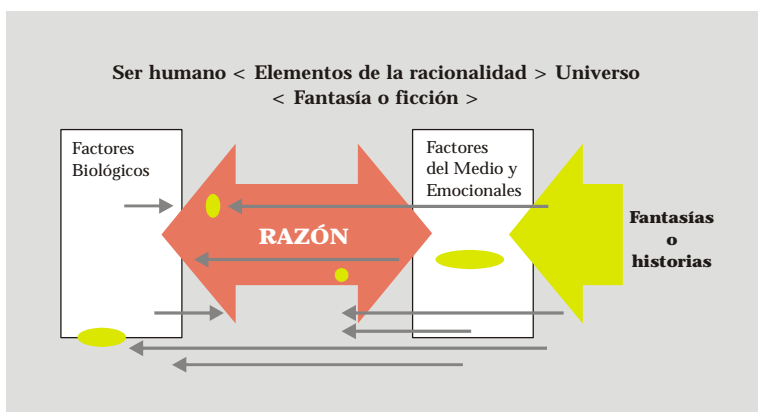 Ser humano < Elementos de la racionalidad > Universo
< Fantasía o ficción >
Factores
Biológicos
RAZÓN
Factores
del Medio y
Emocionales
Fantasías
o
historias